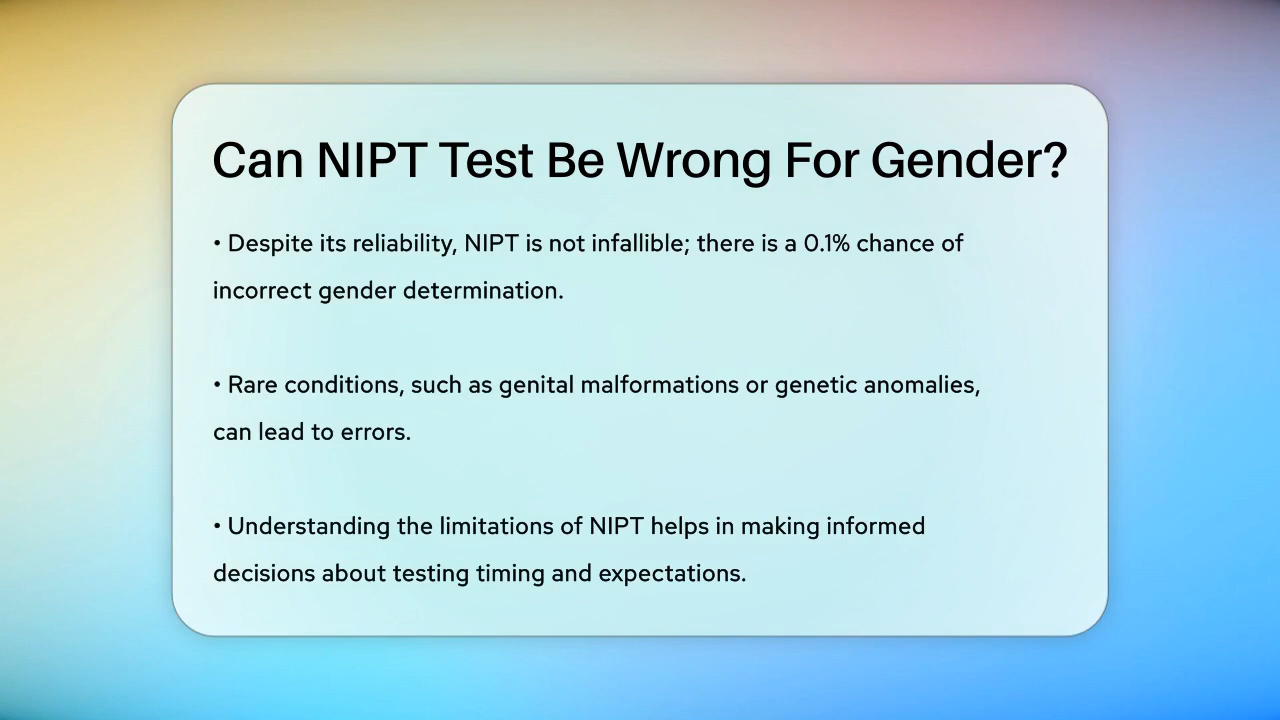 Can NIPT Test Be Wrong For Gender?
• Despite its reliability, NIPT is not infallible; there is a 0.1% chance of
incorrect gender determination.
• Rare conditions, such as genital malformations or genetic anomalies,
can lead to errors.
• Understanding the limitations of NIPT helps in making informed
decisions about testing timing and expectations.